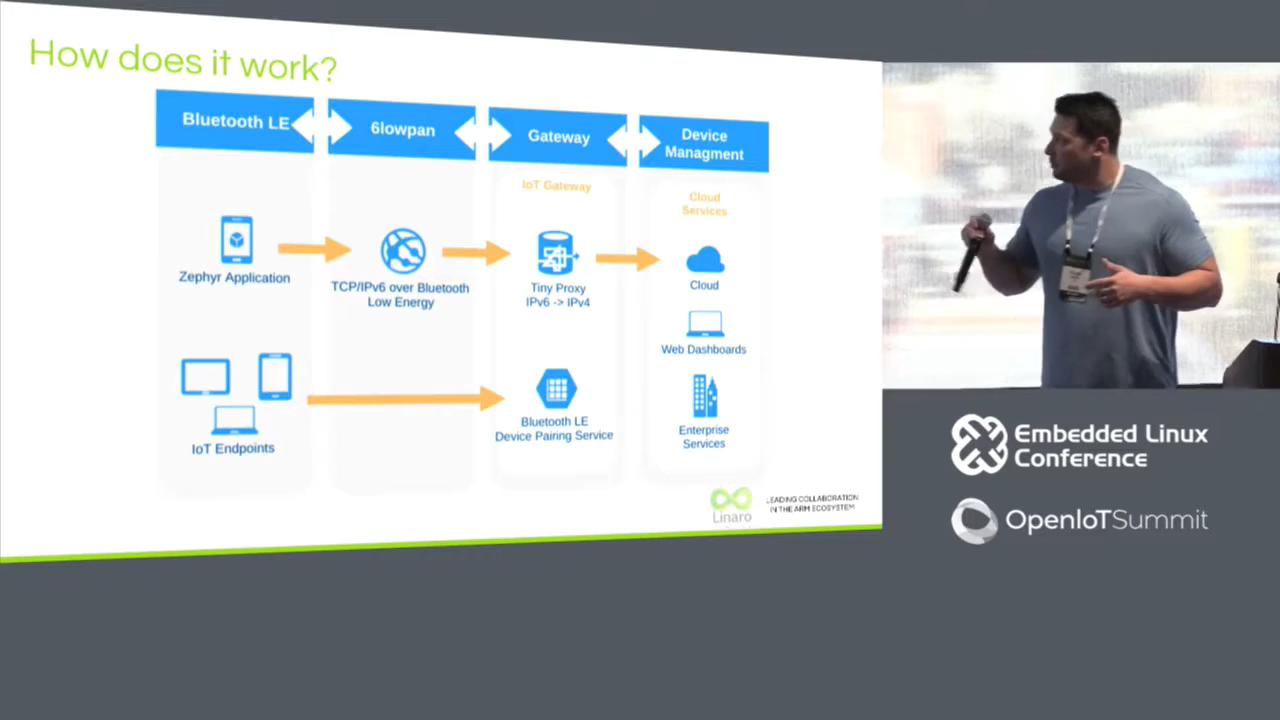 How does it work?
Bluetooth LE
6lowpan
Gateway
Device
Managment
IoT Gateway
Cloud
Services
Zephyr Application
TCP/IPv6 over Bluetooth
Low Energy
Tiny Proxy
IPv6 -> IPv4
Cloud
Web Dashboards
IoT Endpoints
Bluetooth LE
Device Pairing Service
Enterprise
Services
Linaro
LEADING COLLABORATION
IN THE ARM ECOSYSTEM
Embedded Linux
Conference
OpenIoTSummit